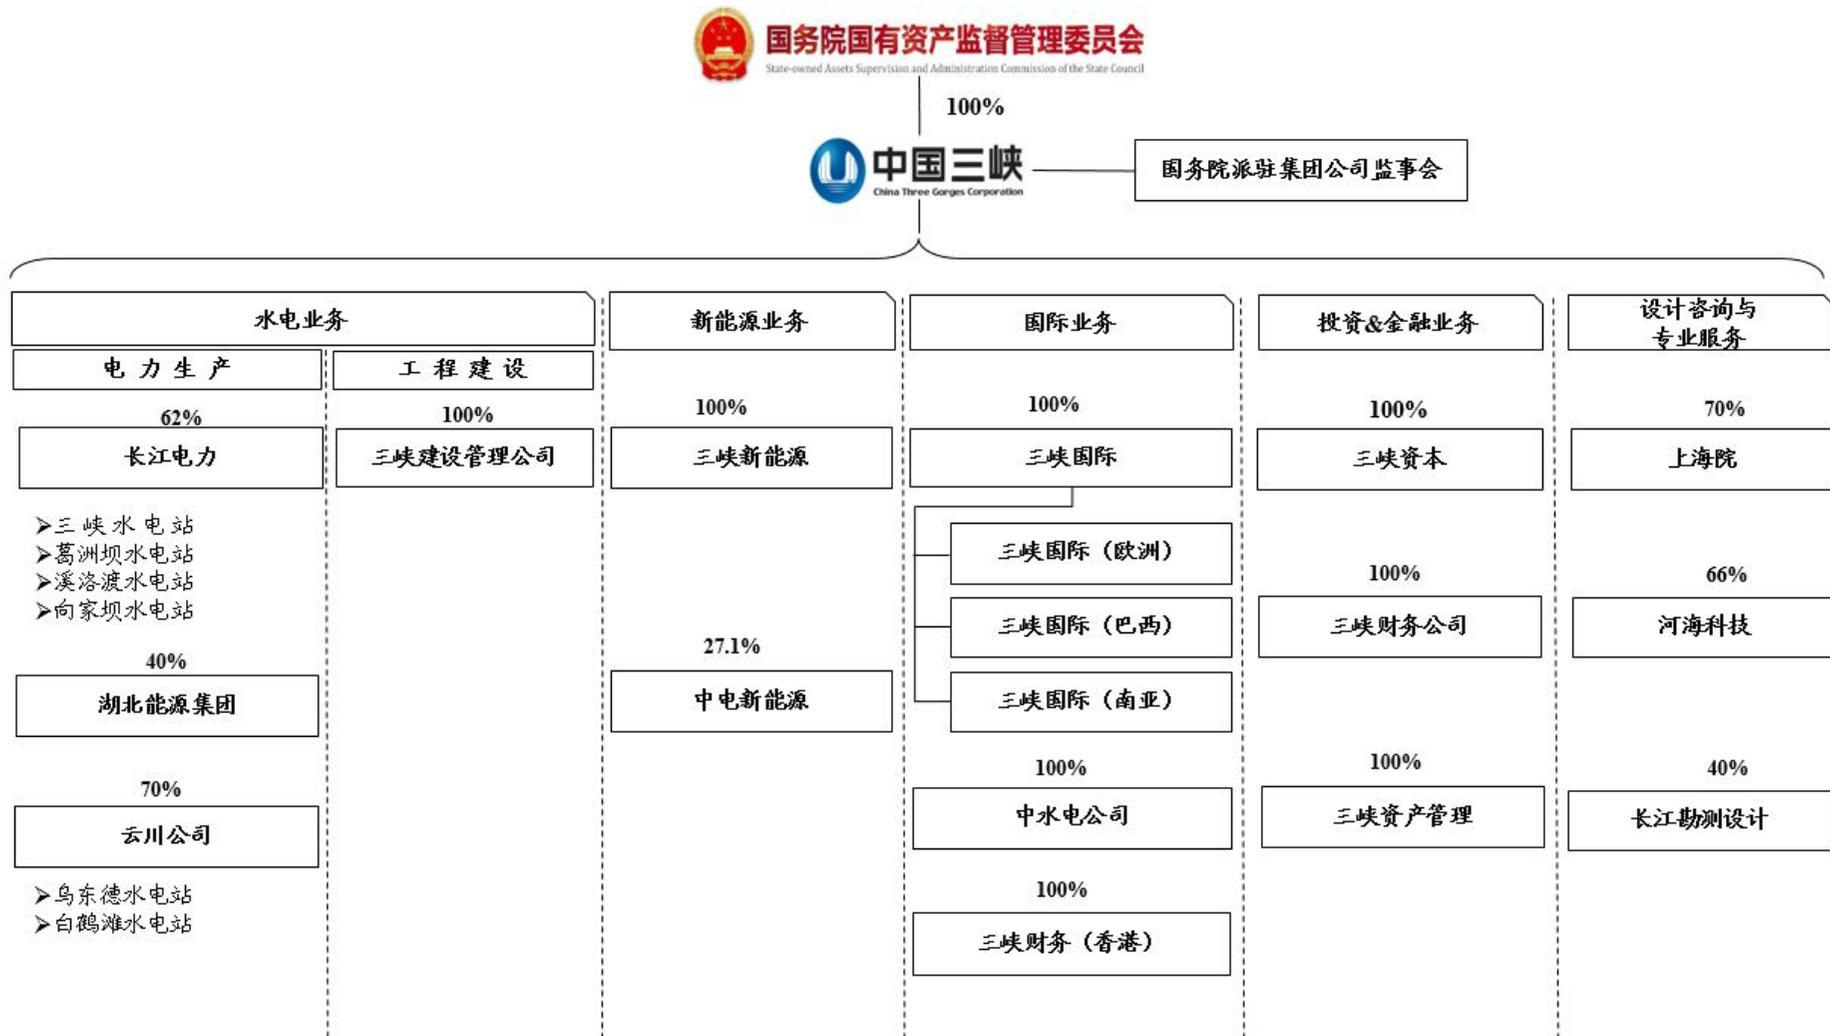 国务院国有资产监督管理委员会
State-owned Assets Supervision and Administration Commission of the State Council
100%
中国三峡
China Three Gorges Corporation
国务院派驻集团公司监事会
水电业务
电 力 生 产
工 程 建 设
62%
长江电力
➢三 峡 水 电 站
➢葛洲坝水电站
➢溪洛渡水电站
➢向家坝水电站
40%
湖北能源集团
70%
云川公司
➢乌东德水电站
➢白鹤滩水电站
100%
三峡建设管理公司
新能源业务
100%
三峡新能源
27.1%
中电新能源
国际业务
100%
三峡国际
三峡国际（欧洲）
三峡国际（巴西）
三峡国际（南亚）
100%
中水电公司
100%
三峡财务（香港）
投资&金融业务
100%
三峡资本
100%
三峡财务公司
100%
三峡资产管理
设计咨询与
专业服务
70%
上海院
66%
河海科技
40%
长江勘测设计